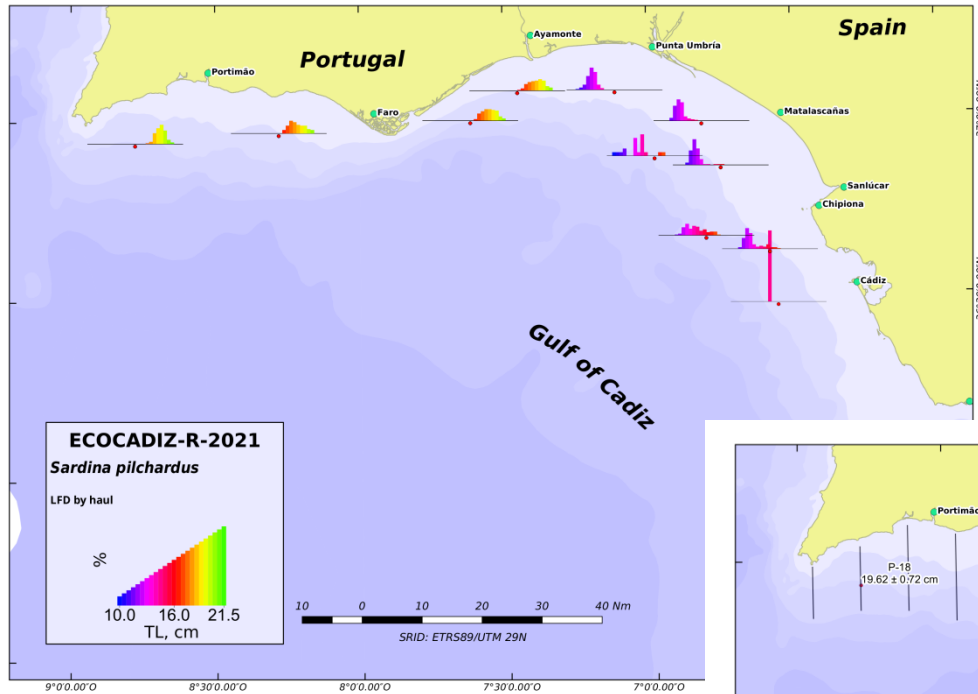 Spain
Ayamonte
Portugal
Punta Umbría
Portimão
Faro
Matalascañas
Sanlúcar
Chipiona
Cádiz
Gulf of Cadiz
ECOCADIZ-R-2021
Sardina pilchardus
LFD by haul
%
10.0 16.0 21.5
TL, cm
10 0 10 20 30 40 Nm
SRID: ETRS89/UTM 29N
Portimão
P-18
19.62 ± 0.72 cm
9°0'0.00"O 8°30'0.00"O 8°0'0.00"O 7°30'0.00"O 7°0'0.00"O